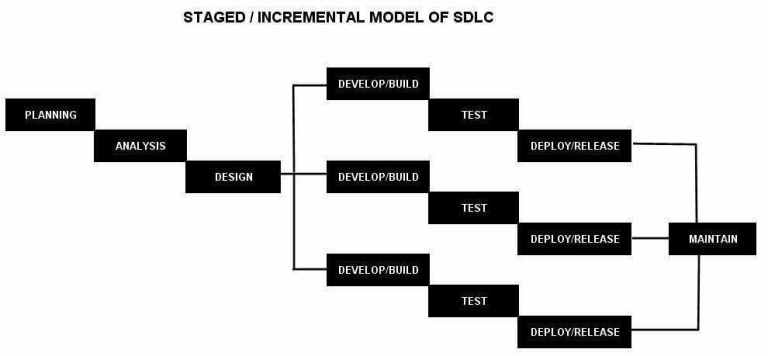 STAGED / INCREMENTAL MODEL OF SDLC
PLANNING
ANALYSIS
DESIGN
DEVELOP/BUILD
TEST
DEPLOY/RELEASE
DEVELOP/BUILD
TEST
DEPLOY/RELEASE
DEVELOP/BUILD
TEST
DEPLOY/RELEASE
MAINTAIN